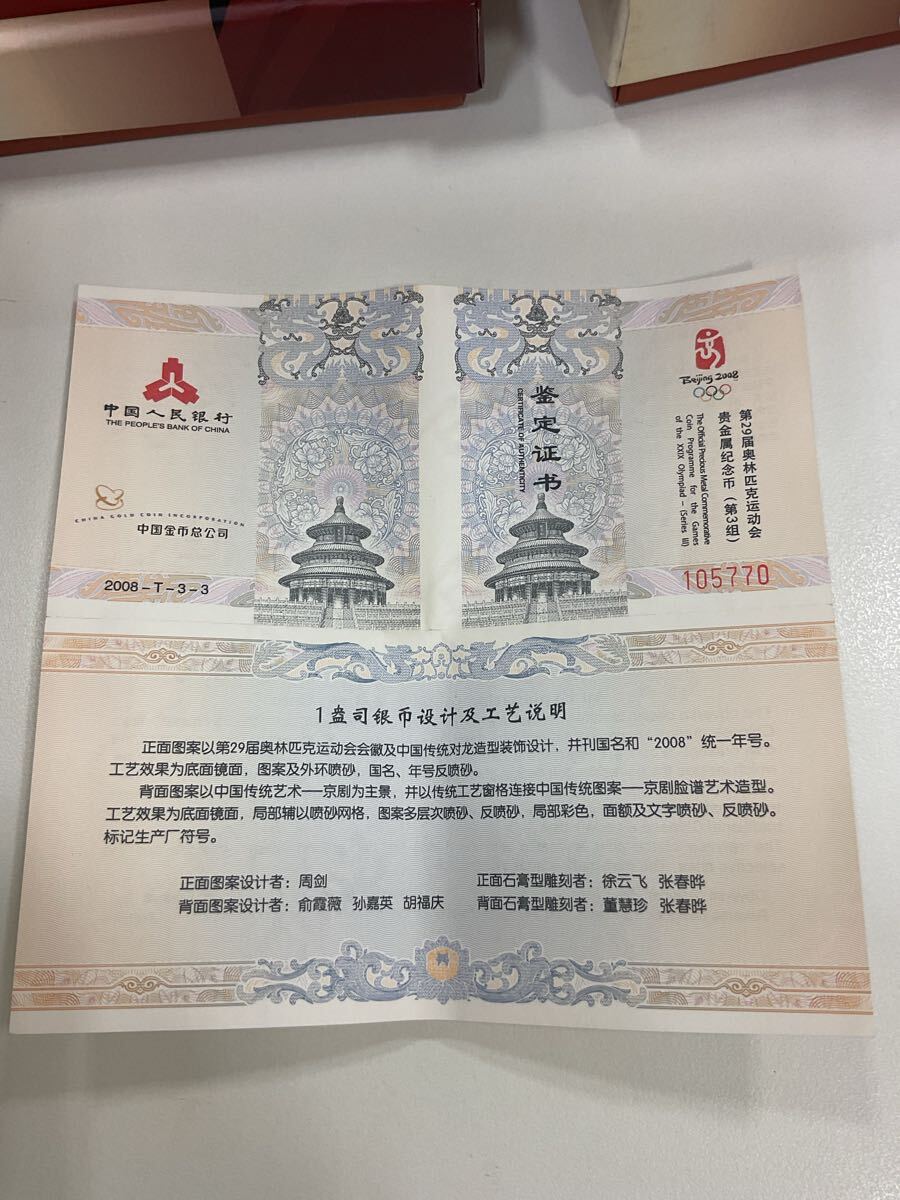 中国人民银行
THE PEOPLE'S BANK OF CHINA
CHINA GOLD COIN INCORPORATION
中国金币总公司
2008-T-3-3
鉴定证书
CERTIFICATE OF AUTHENTICITY
Beijing 2008
第29届奥林匹克运动会
贵金属纪念币（第3组）
The Official Precious Metal Commemorative
Coin Programme for the Games
of the XXIX Olympiad – (Series III)
105770
1盎司银币设计及工艺说明
正面图案以第29届奥林匹克运动会会徽及中国传统对龙造型装饰设计，并刊国名和“2008”统一年号。
工艺效果为底面镜面，图案及外环喷砂，国名、年号反喷砂。
背面图案以中国传统艺术——京剧为主景，并以传统工艺窗格连接中国传统图案——京剧脸谱艺术造型。
工艺效果为底面镜面，局部辅以喷砂网格，图案多层次喷砂、反喷砂，局部彩色，面额及文字喷砂、反喷砂。
标记生产厂符号。
正面图案设计者：周剑 正面石膏型雕刻者：徐云飞 张春晔
背面图案设计者：俞霞薇 孙嘉英 胡福庆 背面石膏型雕刻者：董慧珍 张春晔